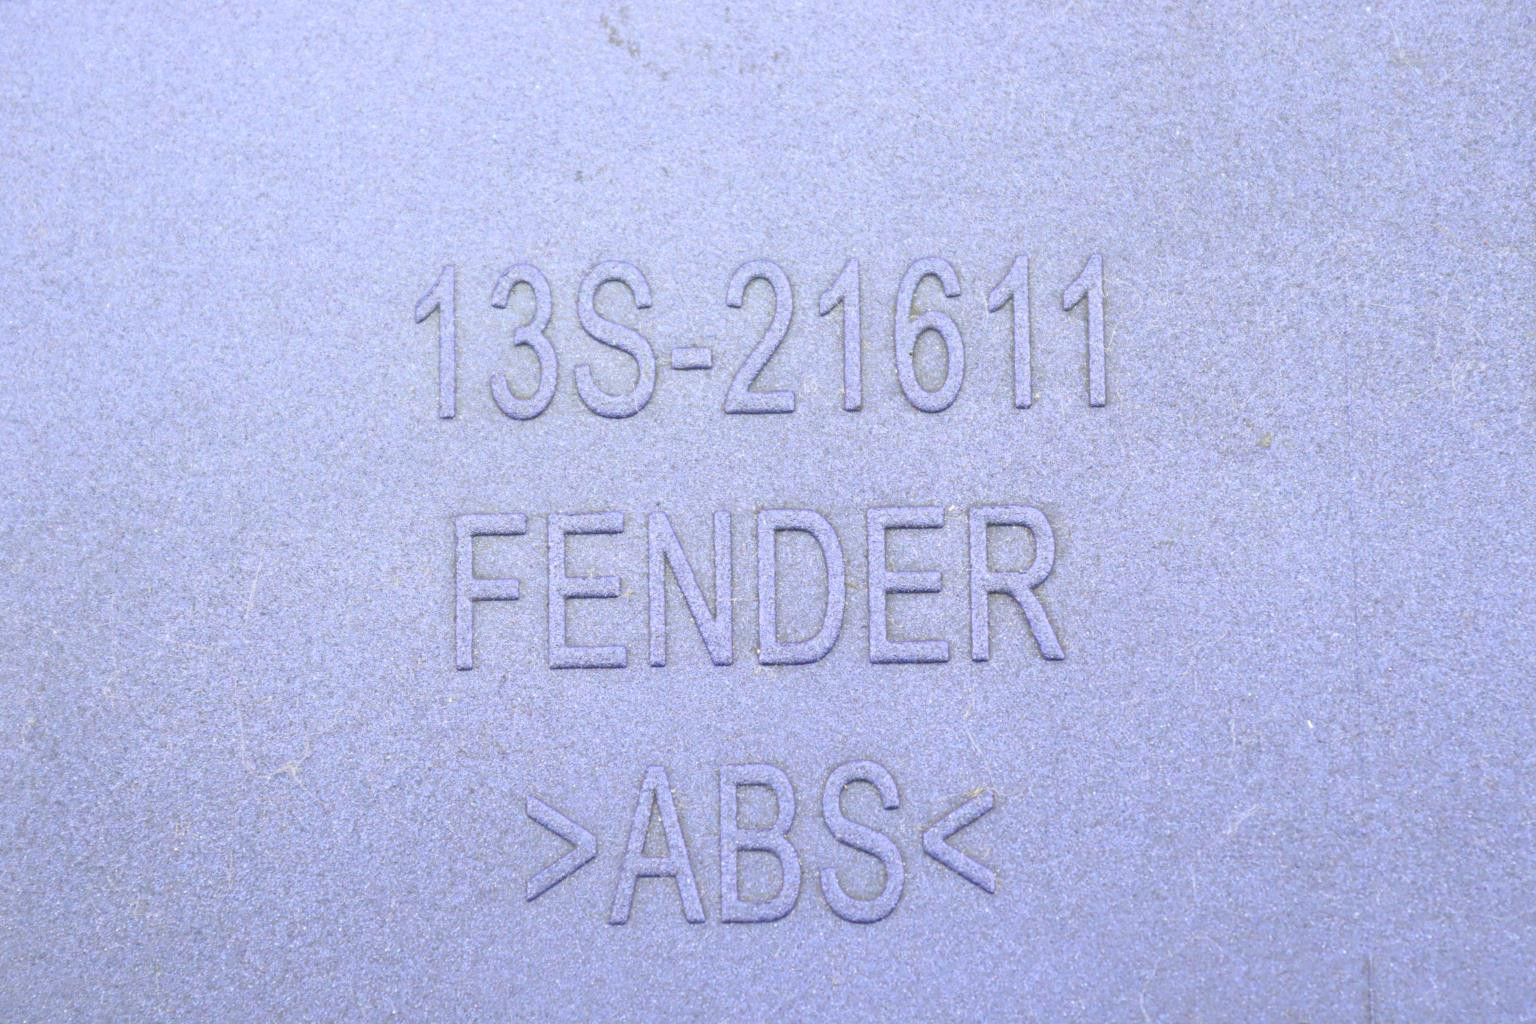 13S-21611
FENDER
>ABS<